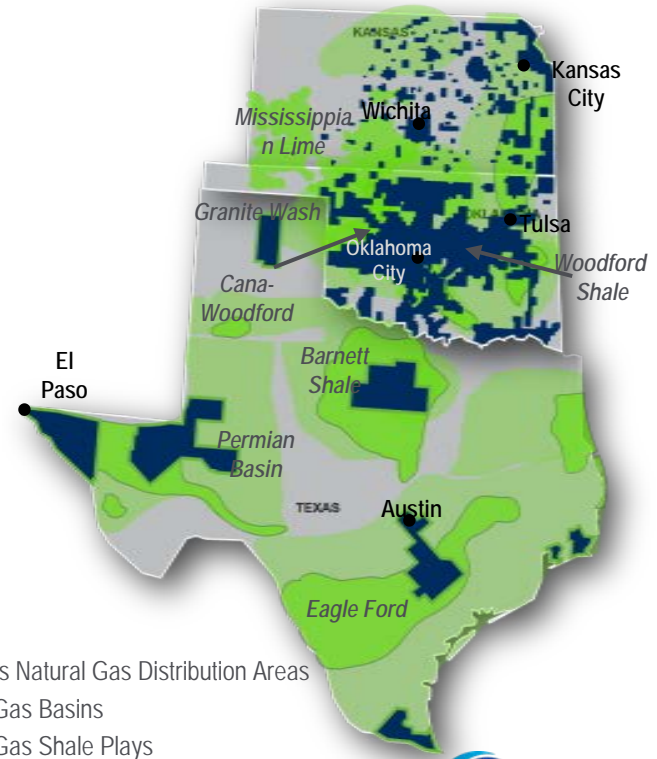 KANSAS
Kansas
City
Wichita
Mississippia
n Lime
Granite Wash
OKLAHOMA
Tulsa
Oklahoma
City
Woodford
Shale
Cana-
Woodford
Barnett
Shale
El
Paso
Permian
Basin
TEXAS
Austin
Eagle Ford
s Natural Gas Distribution Areas
Gas Basins
Gas Shale Plays